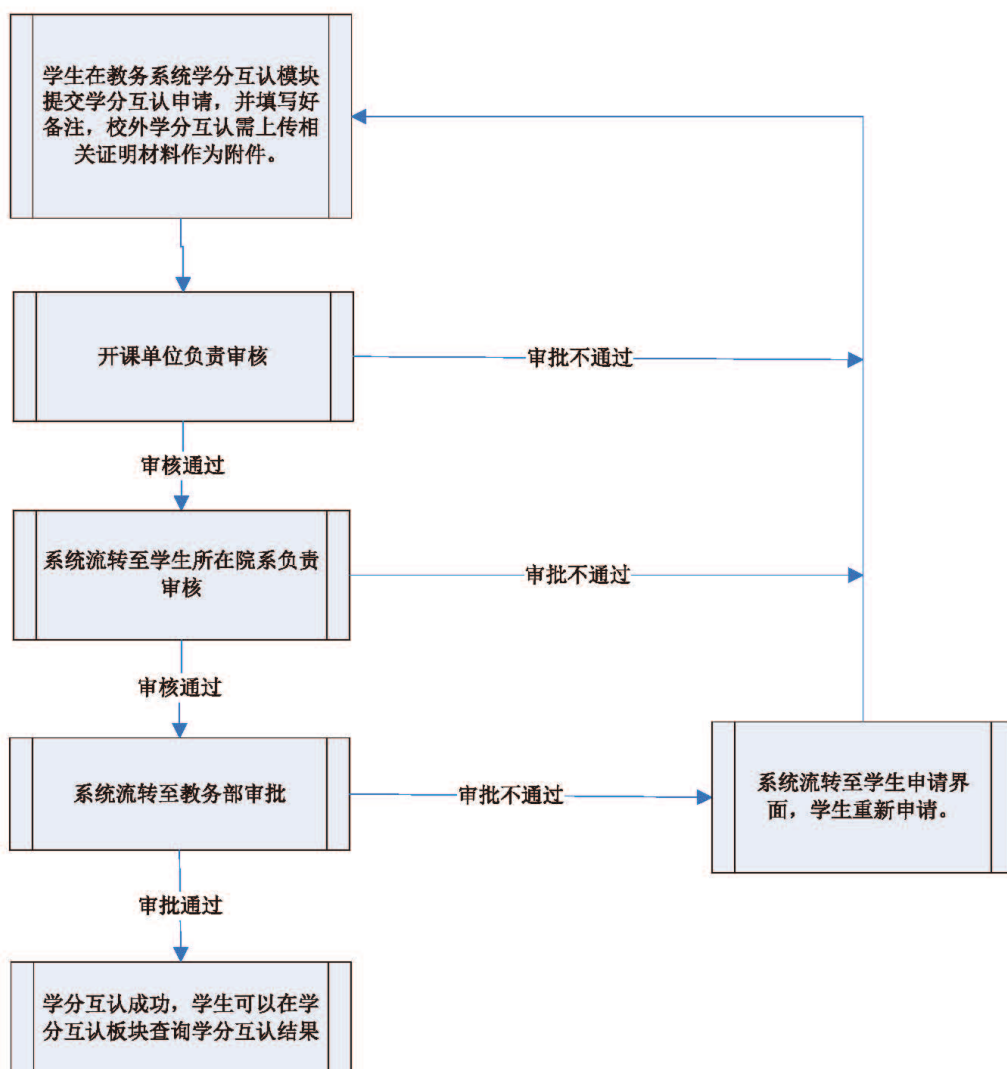 学生在教务系统学分互认模块
提交学分互认申请，并填写好
备注，校外学分互认需上传相
关证明材料作为附件。
开课单位负责审核
审批不通过
审核通过
系统流转至学生所在院系负责
审核
审批不通过
审核通过
系统流转至教务部审批
审批不通过
系统流转至学生申请界
面，学生重新申请。
审批通过
学分互认成功，学生可以在学
分互认板块查询学分互认结果